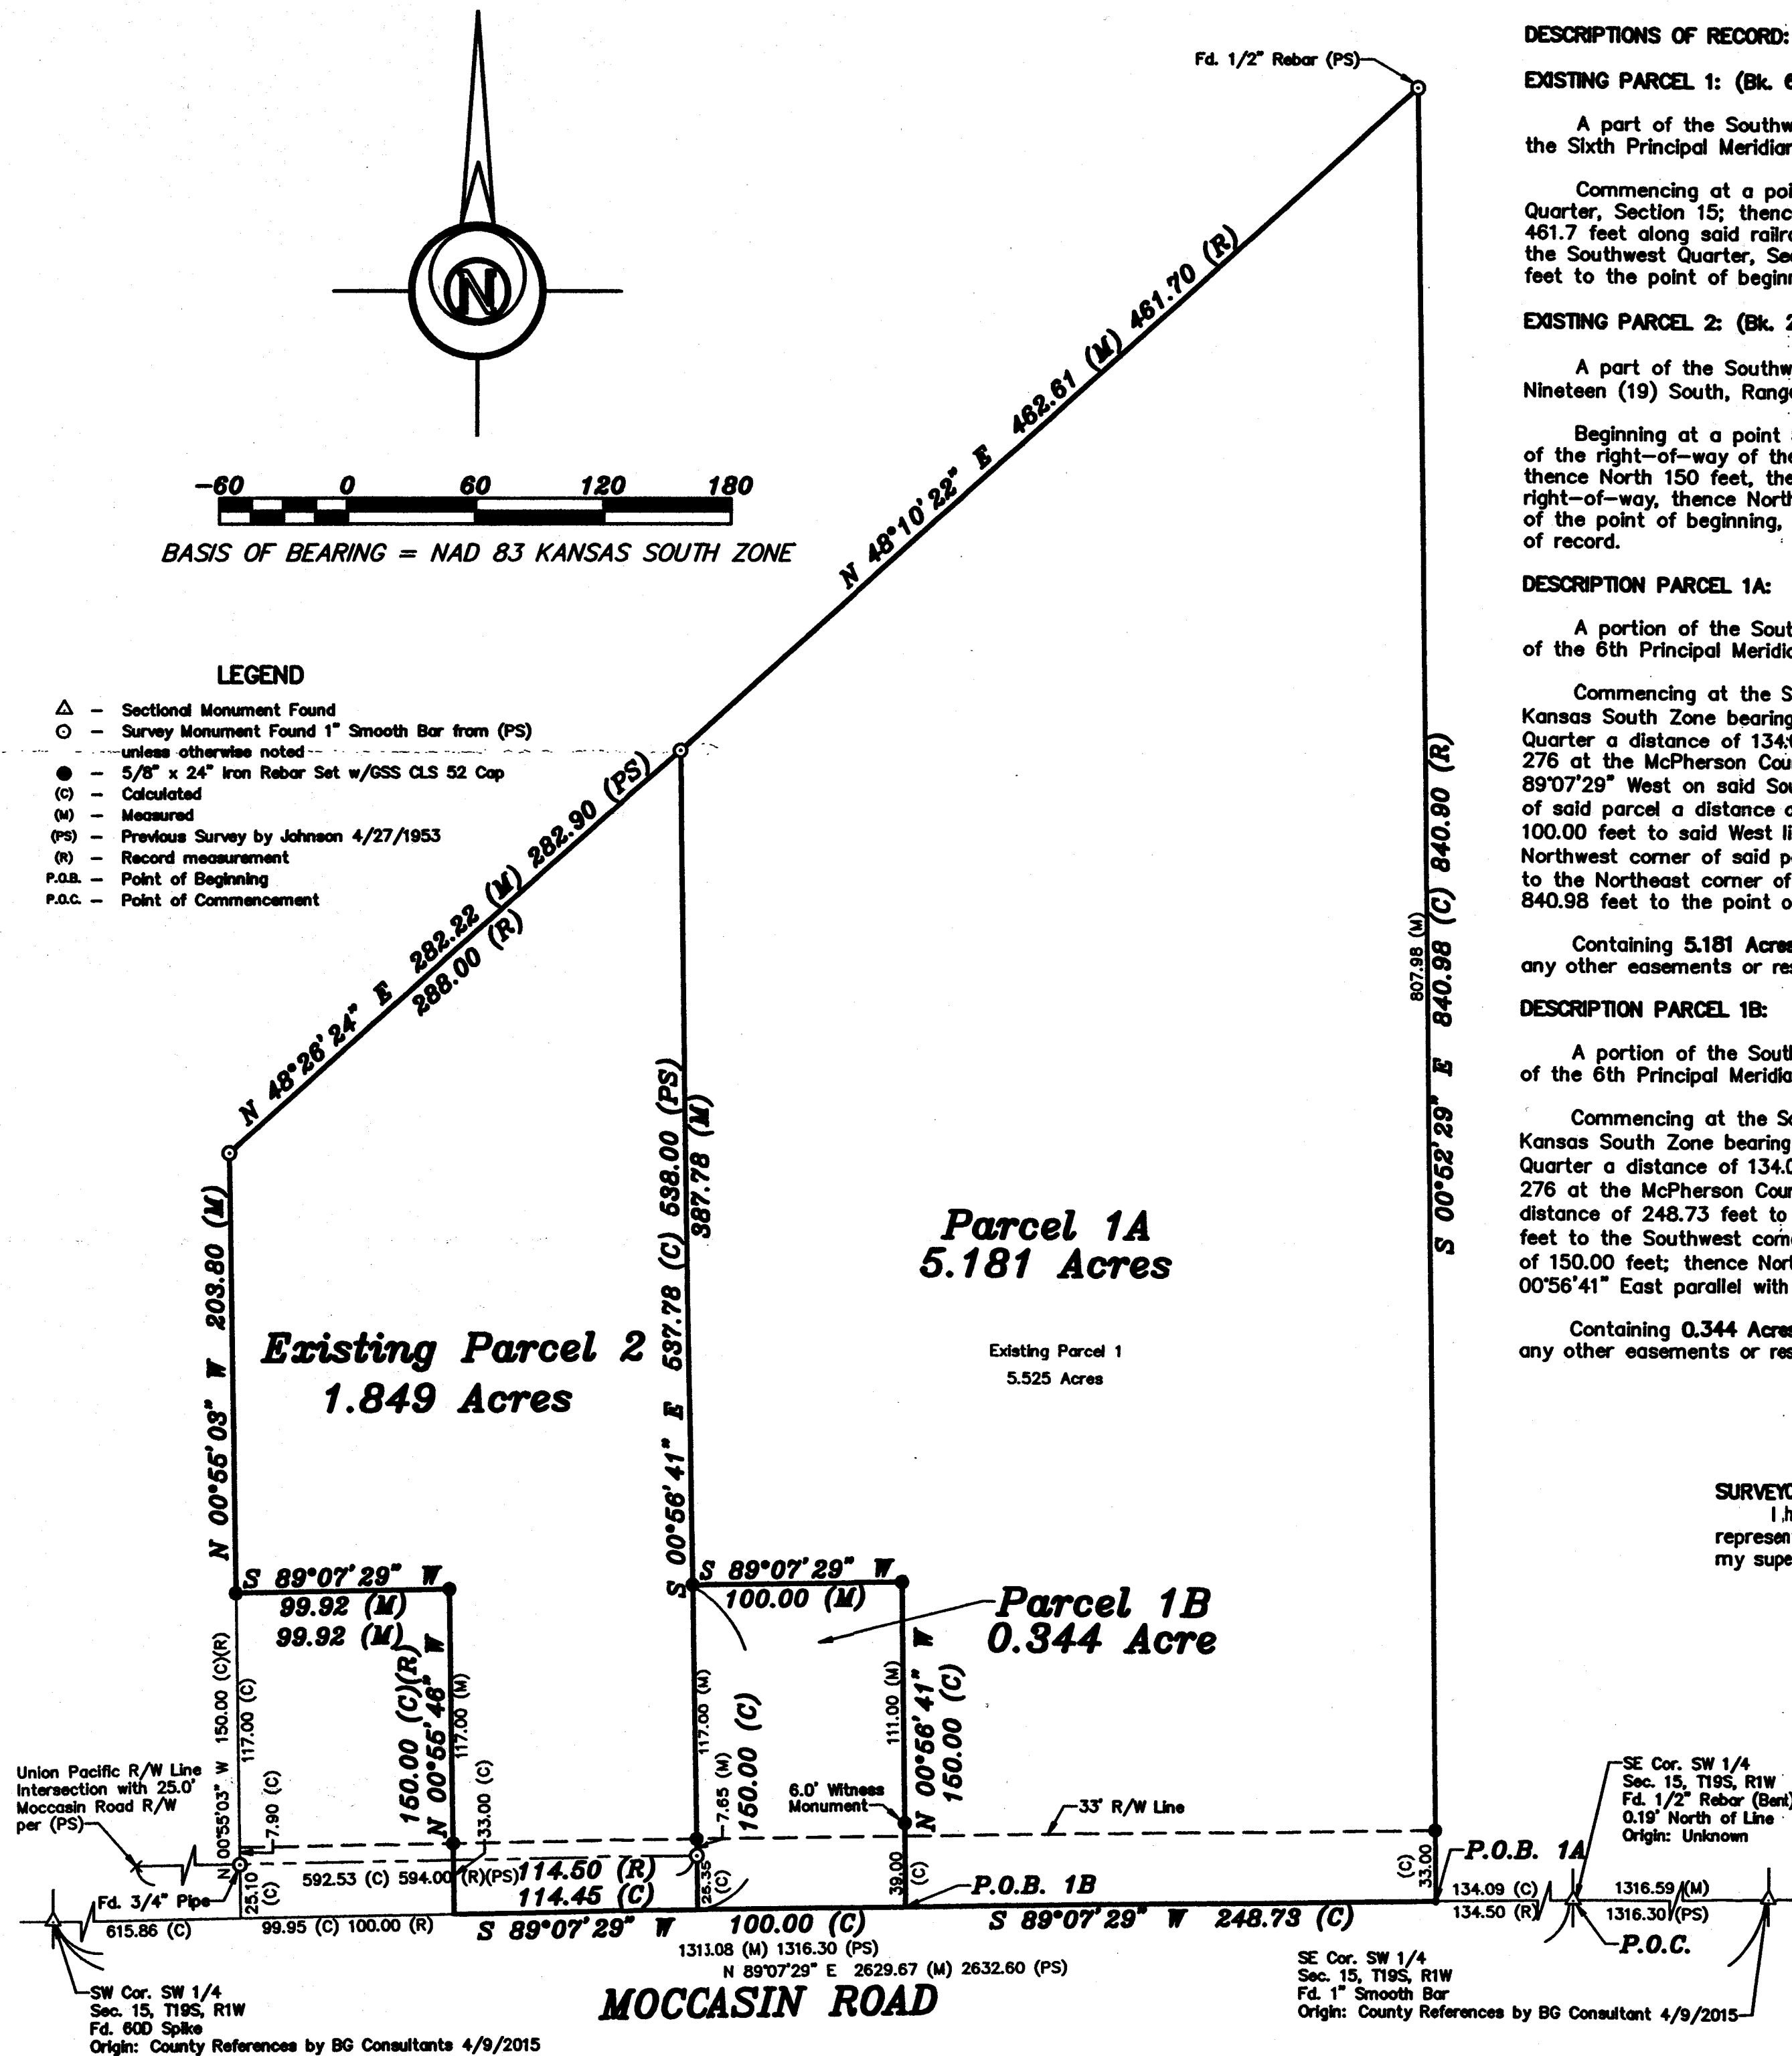 Fd. 1/2" Rebar (PS)
N
-60 0 60 120 180
BASIS OF BEARING = NAD 83 KANSAS SOUTH ZONE
LEGEND
△ – Sectional Monument Found
⊙ – Survey Monument Found 1" Smooth Bar from (PS)
unless otherwise noted
● – 5/8" x 24" Iron Rebar Set w/GSS CLS 52 Cap
(C) – Calculated
(M) – Measured
(PS) – Previous Survey by Johnson 4/27/1953
(R) – Record measurement
P.O.B. – Point of Beginning
P.O.C. – Point of Commencement
N 48°10'22" E 462.61 (M) 461.70 (R)
N 48°26'24" E 282.22 (M) 282.90 (PS)
288.00 (R)
N 00°55'03" W 203.80 (M)
S 00°56'41" E 537.78 (C) 538.00 (PS)
387.78 (M)
807.98 (M)
S 00°52'29" E 840.98 (C) 840.90 (R)
Parcel 1A
5.181 Acres
Existing Parcel 1
5.525 Acres
Existing Parcel 2
1.849 Acres
S 89°07'29" W
99.92 (M)
99.92 (M)
S 89°07'29" W
100.00 (M)
Parcel 1B
0.344 Acre
N 00°55'03" W 150.00 (C)(R)
117.00 (C)
7.90 (C)
25.10
(C)
150.00 (C)(R)
N 00°55'46" W
117.00 (M)
33.00 (C)
117.00 (M)
7.65 (M)
150.00 (C)
25.35
(C)
111.00 (M)
39.00
(C)
N 00°56'41" W
150.00 (C)
6.0' Witness
Monument
33' R/W Line
(C)
33.00
Union Pacific R/W Line
Intersection with 25.0'
Moccasin Road R/W
per (PS)
Fd. 3/4" Pipe
592.53 (C) 594.00 (R)(PS)
114.50 (R)
114.45 (C)
P.O.B. 1B
P.O.B. 1A
615.86 (C)
99.95 (C) 100.00 (R)
S 89°07'29" W 100.00 (C)
S 89°07'29" W 248.73 (C)
134.09 (C)
134.50 (R)
1316.59 (M)
1316.30 (PS)
P.O.C.
1313.08 (M) 1316.30 (PS)
N 89°07'29" E 2629.67 (M) 2632.60 (PS)
MOCCASIN ROAD
SW Cor. SW 1/4
Sec. 15, T19S, R1W
Fd. 60D Spike
Origin: County References by BG Consultants 4/9/2015
SE Cor. SW 1/4
Sec. 15, T19S, R1W
Fd. 1" Smooth Bar
Origin: County References by BG Consultant 4/9/2015
SE Cor. SW 1/4
Sec. 15, T19S, R1W
Fd. 1/2" Rebar (Bent)
0.19' North of Line
Origin: Unknown
DESCRIPTIONS OF RECORD:
EXISTING PARCEL 1: (Bk.
A part of the Southw
the Sixth Principal Meridian
Commencing at a poi
Quarter, Section 15; thenc
461.7 feet along said railro
the Southwest Quarter, Sec
feet to the point of beginn
EXISTING PARCEL 2: (Bk. 2
A part of the Southw
Nineteen (19) South, Range
Beginning at a point
of the right-of-way of the
thence North 150 feet, the
right-of-way, thence North
of the point of beginning,
of record.
DESCRIPTION PARCEL 1A:
A portion of the Sout
of the 6th Principal Meridia
Commencing at the S
Kansas South Zone bearing
Quarter a distance of 134.
276 at the McPherson Cou
89°07'29" West on said Sou
of said parcel a distance
100.00 feet to said West li
Northwest corner of said p
to the Northeast corner of
840.98 feet to the point o
Containing 5.181 Acres
any other easements or res
DESCRIPTION PARCEL 1B:
A portion of the Sout
of the 6th Principal Meridia
Commencing at the So
Kansas South Zone bearing
Quarter a distance of 134.0
276 at the McPherson Cour
distance of 248.73 feet to
feet to the Southwest corn
of 150.00 feet; thence Nort
00°56'41" East parallel with
Containing 0.344 Acres
any other easements or res
SURVEYO
I h
represen
my supe